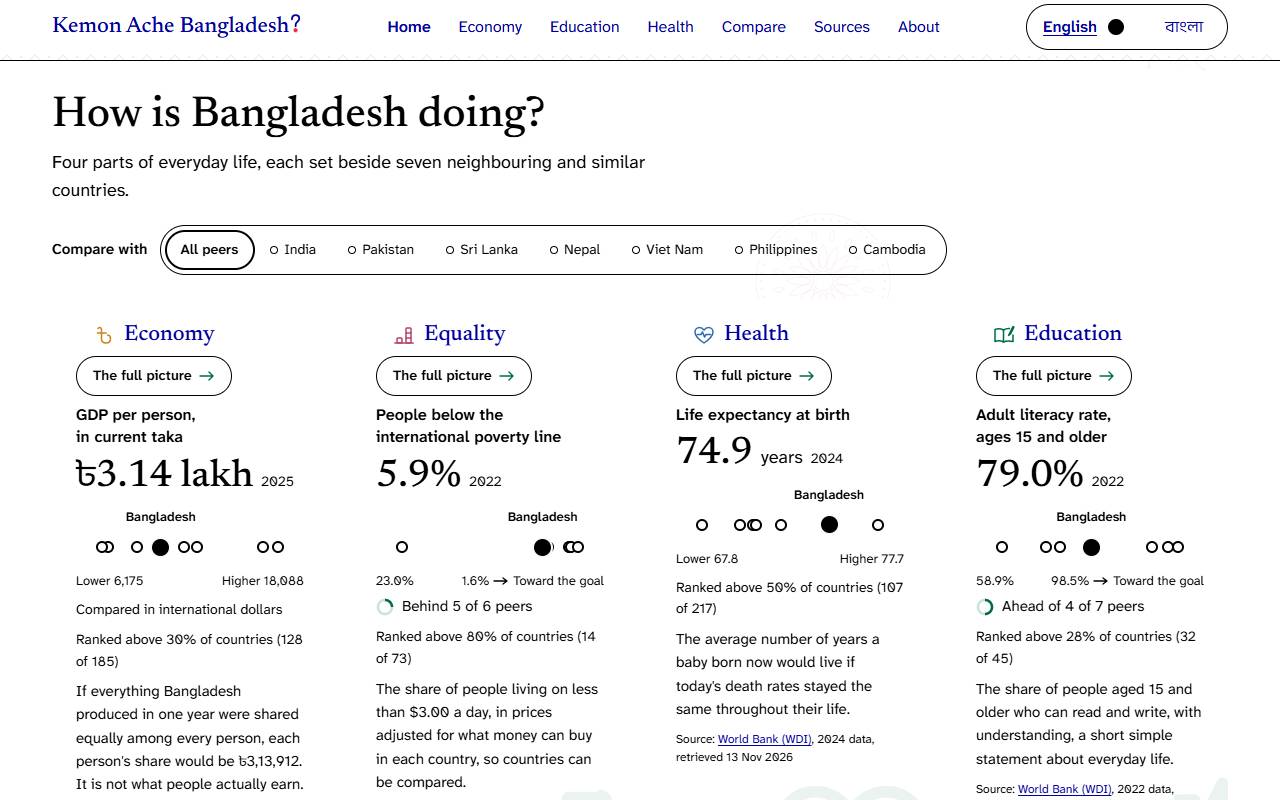 Kemon Ache Bangladesh?
Home Economy Education Health Compare Sources About
English বাংলা
How is Bangladesh doing?
Four parts of everyday life, each set beside seven neighbouring and similar
countries.
Compare with All peers India Pakistan Sri Lanka Nepal Viet Nam Philippines Cambodia
Economy
The full picture →
GDP per person,
in current taka
৳3.14 lakh 2025
Bangladesh
Lower 6,175 Higher 18,088
Compared in international dollars
Ranked above 30% of countries (128
of 185)
If everything Bangladesh
produced in one year were shared
equally among every person, each
person's share would be ৳3,13,912.
It is not what people actually earn.
Equality
The full picture →
People below the
international poverty line
5.9% 2022
Bangladesh
23.0% 1.6% → Toward the goal
Behind 5 of 6 peers
Ranked above 80% of countries (14
of 73)
The share of people living on less
than $3.00 a day, in prices
adjusted for what money can buy
in each country, so countries can
be compared.
Health
The full picture →
Life expectancy at birth
74.9 years 2024
Bangladesh
Lower 67.8 Higher 77.7
Ranked above 50% of countries (107
of 217)
The average number of years a
baby born now would live if
today's death rates stayed the
same throughout their life.
Source: World Bank (WDI), 2024 data,
retrieved 13 Nov 2026
Education
The full picture →
Adult literacy rate,
ages 15 and older
79.0% 2022
Bangladesh
58.9% 98.5% → Toward the goal
Ahead of 4 of 7 peers
Ranked above 28% of countries (32
of 45)
The share of people aged 15 and
older who can read and write, with
understanding, a short simple
statement about everyday life.
Source: World Bank (WDI), 2022 data,